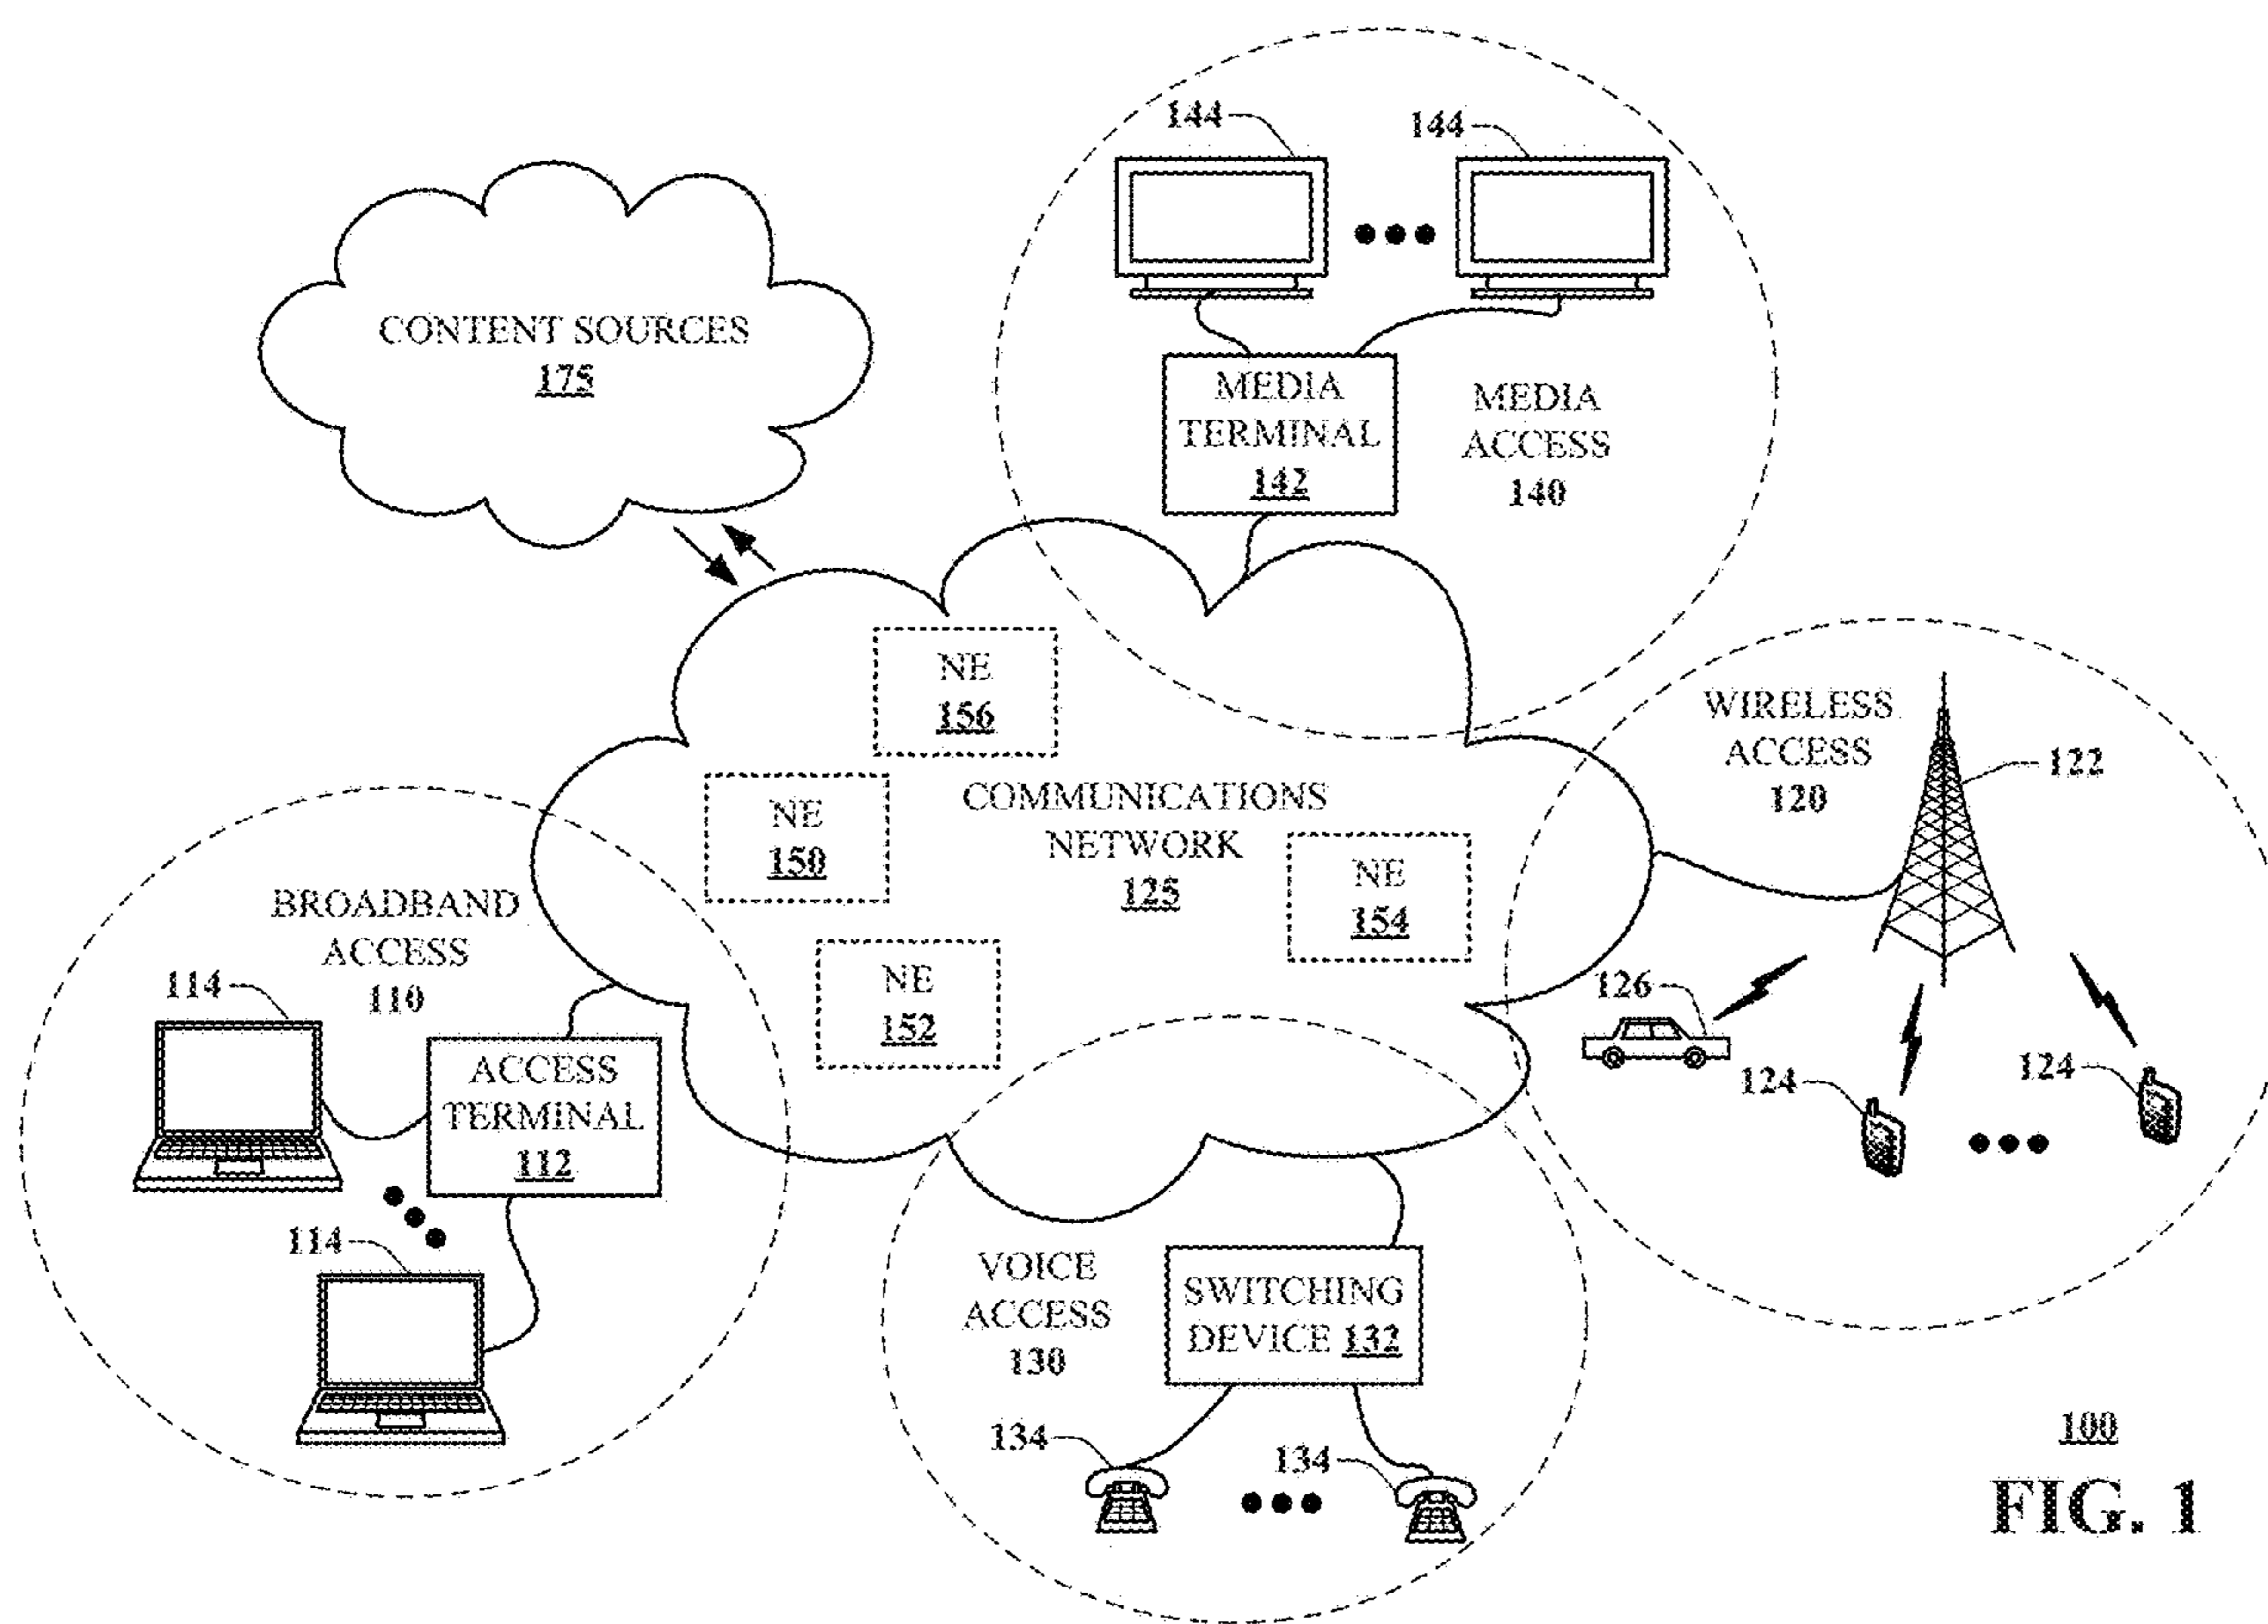 144
144
CONTENT SOURCES
175
MEDIA
TERMINAL
142
MEDIA
ACCESS
140
NE
156
WIRELESS
ACCESS
120
122
NE
150
COMMUNICATIONS
NETWORK
125
NE
154
BROADBAND
ACCESS
110
114
NE
152
126
124
124
ACCESS
TERMINAL
112
114
VOICE
ACCESS
130
SWITCHING
DEVICE 132
134
134
100
FIG. 1